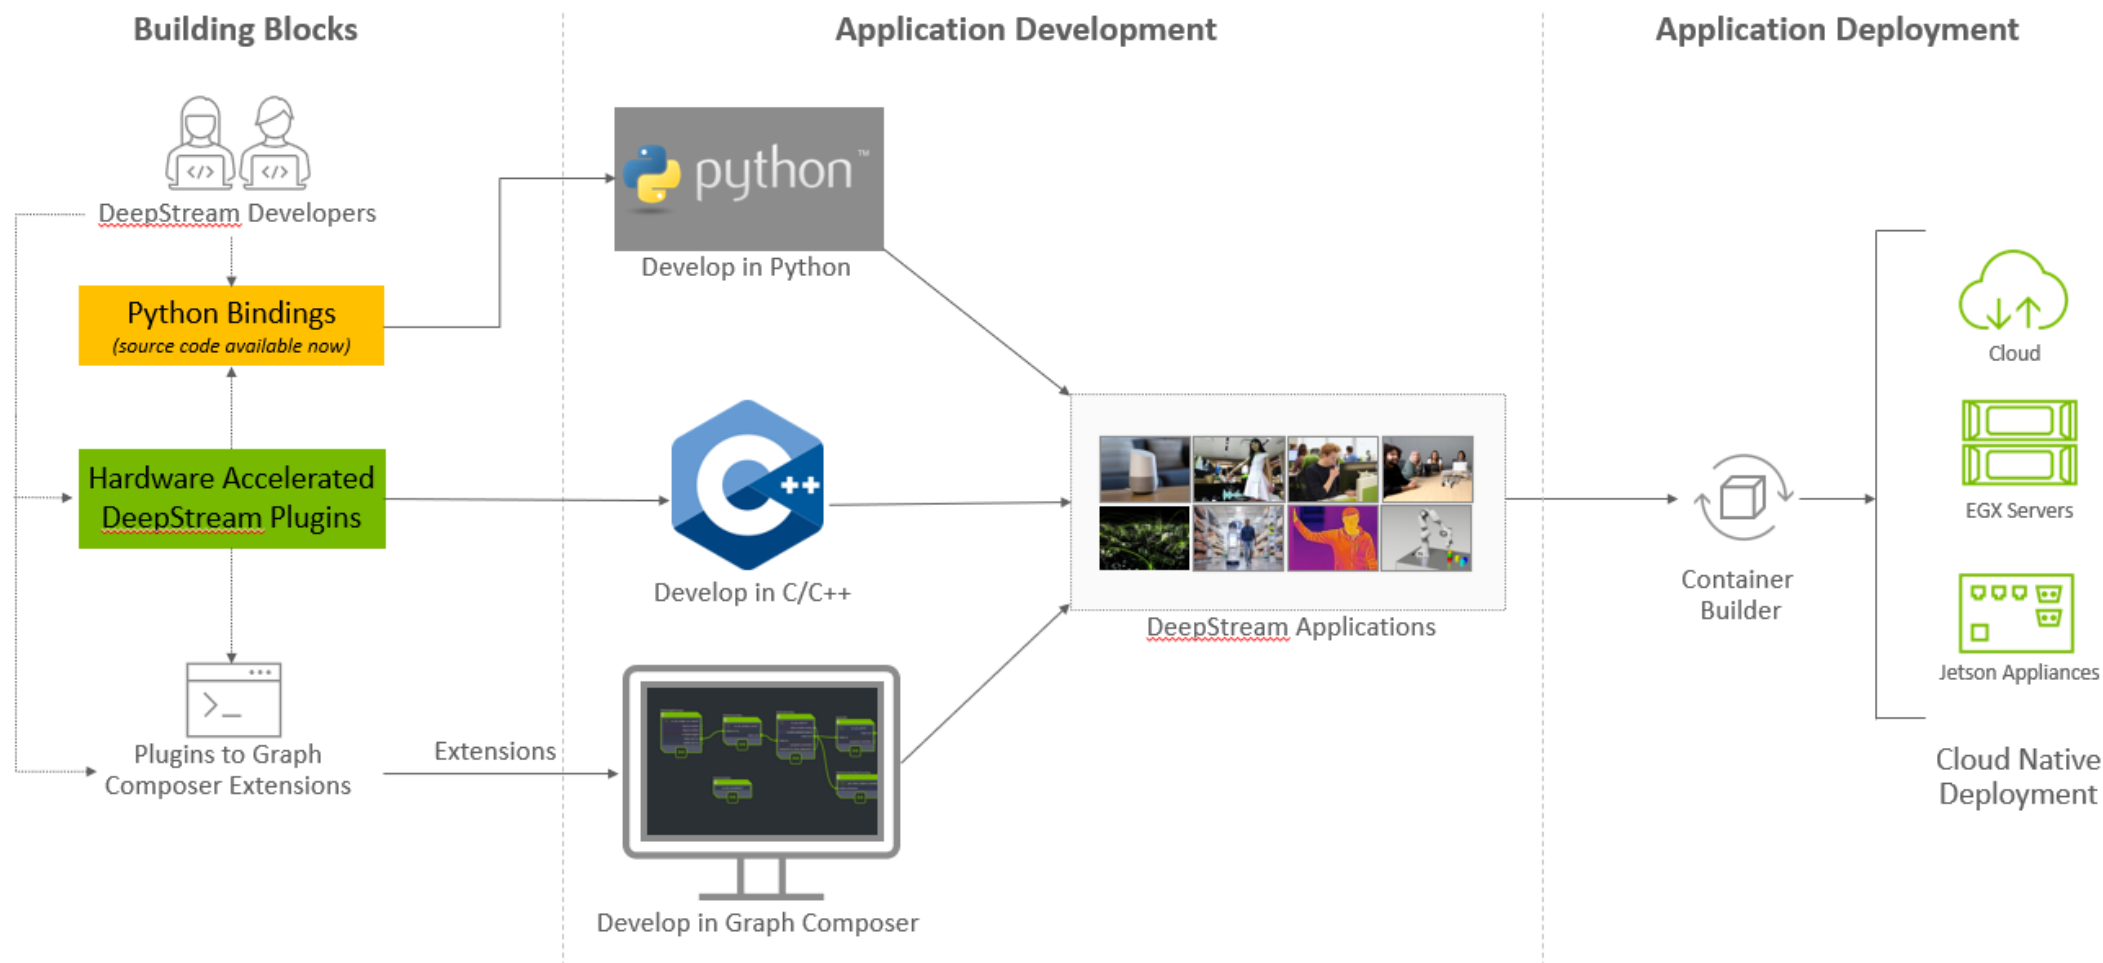 Building Blocks
Application Development
Application Deployment
</>
</>
DeepStream Developers
Python Bindings
(source code available now)
Hardware Accelerated
DeepStream Plugins
>_
Plugins to Graph
Composer Extensions
Extensions
python™
Develop in Python
C++
Develop in C/C++
Develop in Graph Composer
DeepStream Applications
Container
Builder
Cloud
EGX Servers
Jetson Appliances
Cloud Native
Deployment